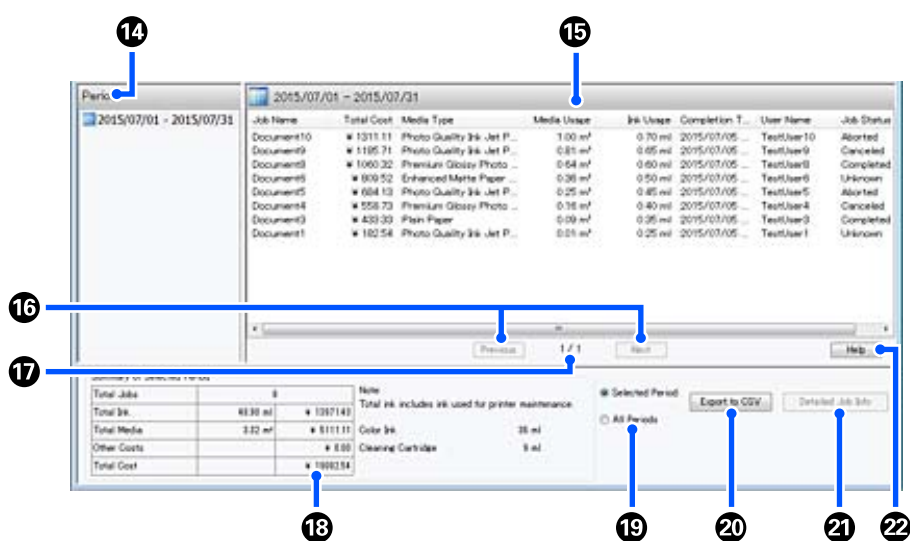 14 15
Perio
2015/07/01 - 2015/07/31
2015/07/01 - 2015/07/31
Job Name Total Cost Media Type Media Usage Ink Usage Completion T... User Name Job Status
Document10 ¥ 1311.11 Photo Quality Ink Jet P... 1.00 m² 0.70 ml 2015/07/05 ... TestUser10 Aborted
Document9 ¥ 1185.71 Photo Quality Ink Jet P... 0.81 m² 0.65 ml 2015/07/05 ... TestUser9 Canceled
Document8 ¥ 1060.32 Premium Glossy Photo ... 0.64 m² 0.60 ml 2015/07/05 ... TestUser8 Completed
Document6 ¥ 809.52 Enhanced Matte Paper ... 0.36 m² 0.50 ml 2015/07/05 ... TestUser6 Unknown
Document5 ¥ 684.13 Photo Quality Ink Jet P... 0.25 m² 0.45 ml 2015/07/05 ... TestUser5 Aborted
Document4 ¥ 558.73 Premium Glossy Photo ... 0.16 m² 0.40 ml 2015/07/05 ... TestUser4 Canceled
Document3 ¥ 433.33 Plain Paper 0.09 m² 0.35 ml 2015/07/05 ... TestUser3 Completed
Document1 ¥ 182.54 Photo Quality Ink Jet P... 0.01 m² 0.25 ml 2015/07/05 ... TestUser1 Unknown
16
Previous 1 / 1 Next Help
17
Summary of Selected Period
Total Jobs 8
Total Ink ml ¥
Total Media 3.32 m² ¥ 5111.11
Other Costs ¥ 0.00
Total Cost ¥
Note
Total ink includes ink used for printer maintenance.
Color Ink 35 ml
Cleaning Cartridge ml
Selected Period Export to CSV Detailed Job Info
All Periods
18 19 20 21 22